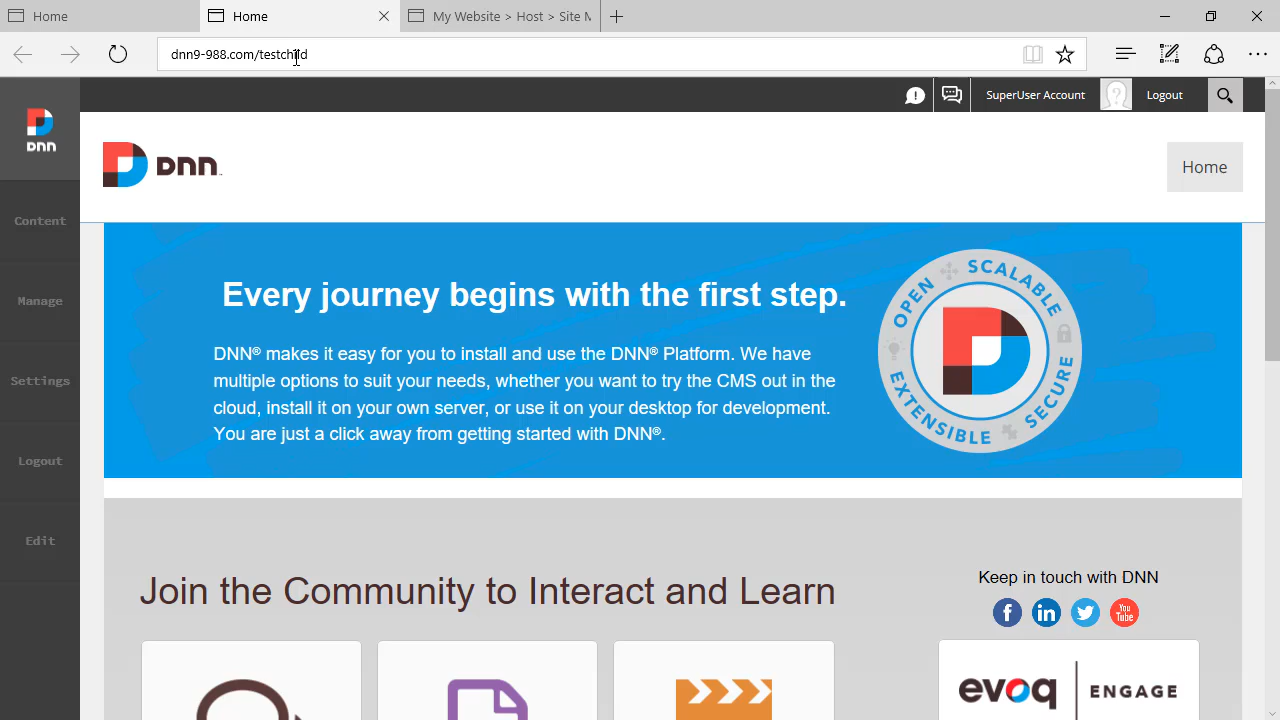 Home
Home
My Website > Host > Site M
dnn9-988.com/testchild
SuperUser Account
Logout
DNN
Content
Manage
Settings
Logout
Edit
DNN
Home
Every journey begins with the first step.
DNN® makes it easy for you to install and use the DNN® Platform. We have
multiple options to suit your needs, whether you want to try the CMS out in the
cloud, install it on your own server, or use it on your desktop for development.
You are just a click away from getting started with DNN®.
OPEN
SCALABLE
EXTENSIBLE
SECURE
Join the Community to Interact and Learn
Keep in touch with DNN
You
Tube
evoq ENGAGE